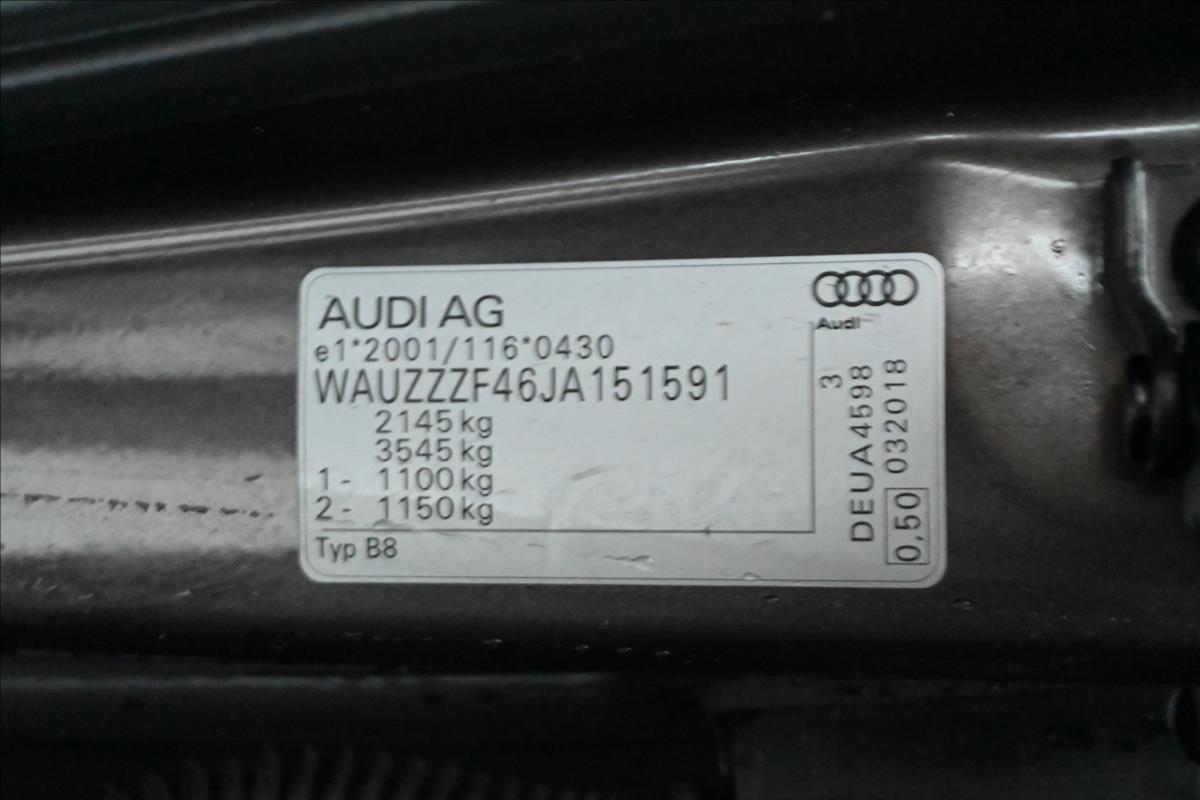 AUDI AG
e1*2001/116*0430
WAUZZZF46JA151591
2145 kg
3545 kg
1 - 1100 kg
2 - 1150 kg
Typ B8
Audi
3
DEUA4598
0,50 032018